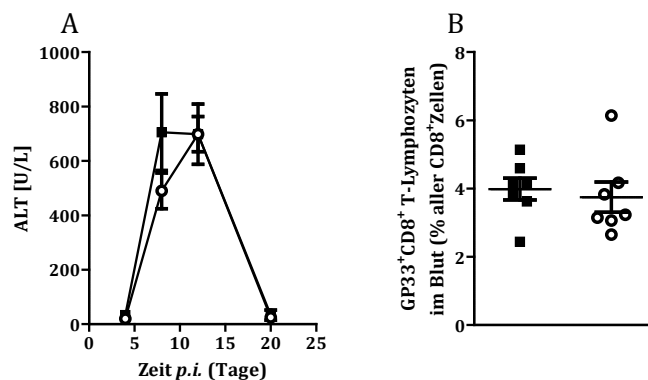 A
ALT [U/L]
1000
800
600
400
200
0
0 5 10 15 20 25
Zeit p.i. (Tage)
B
GP33+CD8+ T-Lymphozyten
im Blut (% aller CD8+Zellen)
8
6
4
2
0